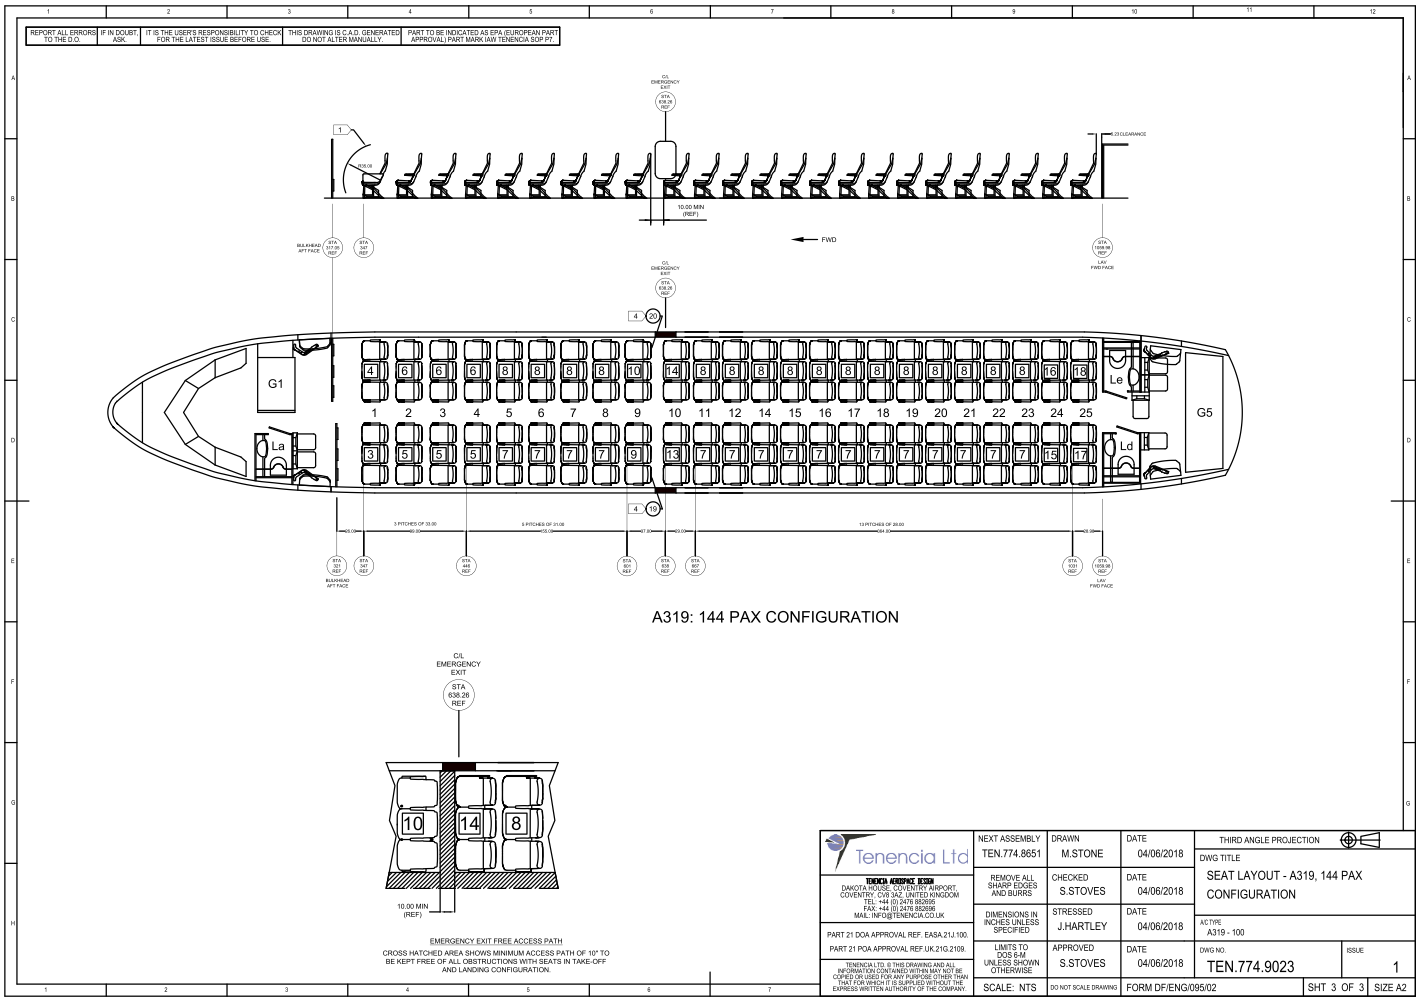 1 2 3 4 5 6 7 8 9 10 11 12
REPORT ALL ERRORS
TO THE D.O.
IF IN DOUBT,
ASK.
IT IS THE USER'S RESPONSIBILITY TO CHECK
FOR THE LATEST ISSUE BEFORE USE.
THIS DRAWING IS C.A.D. GENERATED
DO NOT ALTER MANUALLY.
PART TO BE INDICATED AS EPA (EUROPEAN PART
APPROVAL) PART MARK IAW TENENCIA SOP P7.
A A
C/L
EMERGENCY
EXIT
STA
638.26
REF
1
R35.00
CLEARANCE
B B
10.00 MIN
(REF)
FWD
BULKHEAD
AFT FACE
STA
317.05
REF
STA
347
REF
STA
1059.98
REF
LAV
FWD FACE
C/L
EMERGENCY
EXIT
STA
638.26
REF
C C
4 20
4 6 6 6 8 8 8 8 10 14 8 8 8 8 8 8 8 8 8 8 8 8 16 18
G1 Le
1 2 3 4 5 6 7 8 9 10 11 12 14 15 16 17 18 19 20 21 22 23 24 25 G5
D D
La Ld
3 5 5 5 7 7 7 7 9 13 7 7 7 7 7 7 7 7 7 7 7 7 15 17
4 19
3 PITCHES OF 33.00 5 PITCHES OF 31.00 13 PITCHES OF 28.00
E E
STA
321
REF
BULKHEAD
AFT FACE
STA
347
REF
STA
446
REF
STA
601
REF
STA
638
REF
STA
667
REF
STA
1031
REF
STA
1059.98
REF
LAV
FWD FACE
A319: 144 PAX CONFIGURATION
F F
C/L
EMERGENCY
EXIT
STA
638.26
REF
G G
10 14 8
10.00 MIN
(REF)
H
EMERGENCY EXIT FREE ACCESS PATH
CROSS HATCHED AREA SHOWS MINIMUM ACCESS PATH OF 10" TO
BE KEPT FREE OF ALL OBSTRUCTIONS WITH SEATS IN TAKE-OFF
AND LANDING CONFIGURATION.
Tenencia Ltd
TENENCIA AEROSPACE DESIGN
DAKOTA HOUSE, COVENTRY AIRPORT,
COVENTRY, CV8 3AZ, UNITED KINGDOM
TEL: +44 (0) 2476 882695
FAX: +44 (0) 2476 882696
MAIL: INFO@TENENCIA.CO.UK
PART 21 DOA APPROVAL REF. EASA.21J.100.
PART 21 POA APPROVAL REF.UK.21G.2109.
TENENCIA LTD. © THIS DRAWING AND ALL
INFORMATION CONTAINED WITHIN MAY NOT BE
COPIED OR USED FOR ANY PURPOSE OTHER THAN
THAT FOR WHICH IT IS SUPPLIED WITHOUT THE
EXPRESS WRITTEN AUTHORITY OF THE COMPANY.
NEXT ASSEMBLY
TEN.774.8651
REMOVE ALL
SHARP EDGES
AND BURRS
DIMENSIONS IN
INCHES UNLESS
SPECIFIED
LIMITS TO
DOS 6-M
UNLESS SHOWN
OTHERWISE
SCALE: NTS
DRAWN
M.STONE
DATE
04/06/2018
CHECKED
S.STOVES
DATE
04/06/2018
STRESSED
J.HARTLEY
DATE
04/06/2018
APPROVED
S.STOVES
DATE
04/06/2018
DO NOT SCALE DRAWING
FORM DF/ENG/095/02
THIRD ANGLE PROJECTION
DWG TITLE
SEAT LAYOUT - A319, 144 PAX
CONFIGURATION
A/C TYPE
A319 - 100
DWG NO.
TEN.774.9023
ISSUE
1
SHT 3 OF 3
SIZE A2
1 2 3 4 5 6 7